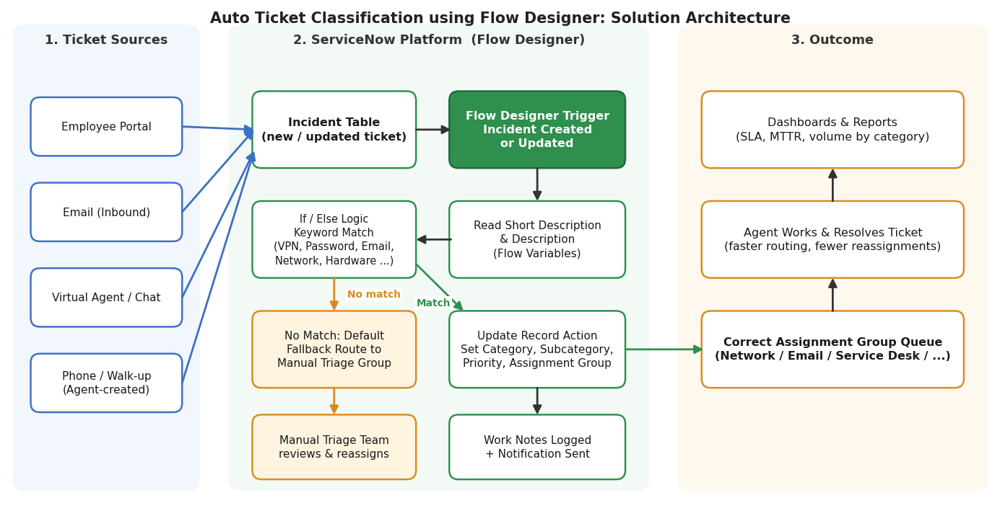 Auto Ticket Classification using Flow Designer: Solution Architecture
1. Ticket Sources
Employee Portal
Email (Inbound)
Virtual Agent / Chat
Phone / Walk-up
(Agent-created)
2. ServiceNow Platform  (Flow Designer)
Incident Table
(new / updated ticket)
Flow Designer Trigger
Incident Created
or Updated
If / Else Logic
Keyword Match
(VPN, Password, Email,
Network, Hardware ...)
Read Short Description
& Description
(Flow Variables)
No match
Match
No Match: Default
Fallback Route to
Manual Triage Group
Update Record Action
Set Category, Subcategory,
Priority, Assignment Group
Manual Triage Team
reviews & reassigns
Work Notes Logged
+ Notification Sent
3. Outcome
Dashboards & Reports
(SLA, MTTR, volume by category)
Agent Works & Resolves Ticket
(faster routing, fewer reassignments)
Correct Assignment Group Queue
(Network / Email / Service Desk / ...)